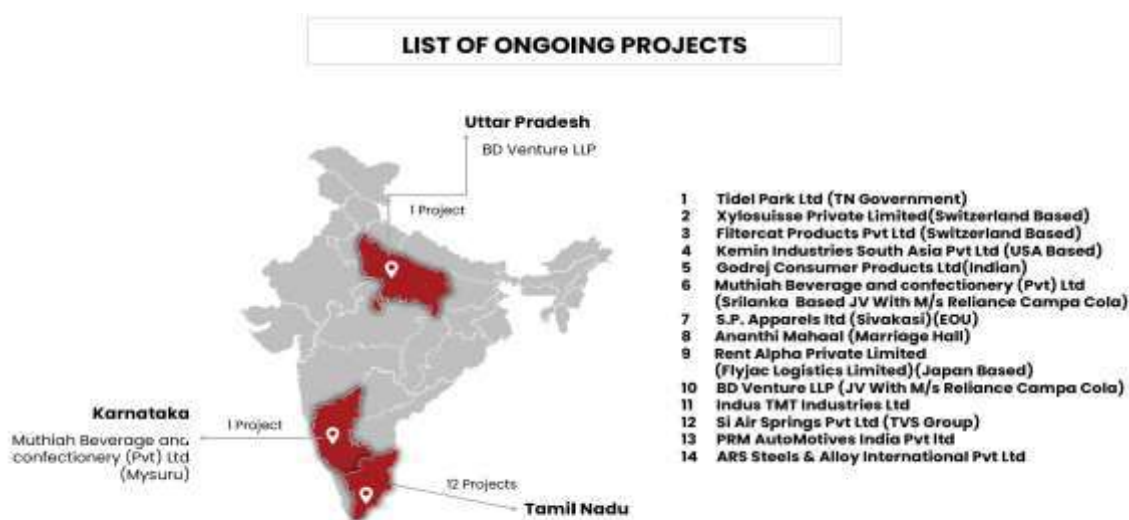 LIST OF ONGOING PROJECTS
Uttar Pradesh
BD Venture LLP
1 Project
Karnataka
Muthiah Beverage and
confectionery (Pvt) Ltd
(Mysuru)
1 Project
12 Projects
Tamil Nadu
1 Tidel Park Ltd (TN Government)
2 Xylosuisse Private Limited(Switzerland Based)
3 Filtercat Products Pvt Ltd (Switzerland Based)
4 Kemin Industries South Asia Pvt Ltd (USA Based)
5 Godrej Consumer Products Ltd(Indian)
6 Muthiah Beverage and confectionery (Pvt) Ltd
(Srilanka Based JV With M/s Reliance Campa Cola)
7 S.P. Apparels ltd (Sivakasi)(EOU)
8 Ananthi Mahaal (Marriage Hall)
9 Rent Alpha Private Limited
(Flyjac Logistics Limited)(Japan Based)
10 BD Venture LLP (JV With M/s Reliance Campa Cola)
11 Indus TMT Industries Ltd
12 Si Air Springs Pvt Ltd (TVS Group)
13 PRM AutoMotives India Pvt ltd
14 ARS Steels & Alloy International Pvt Ltd